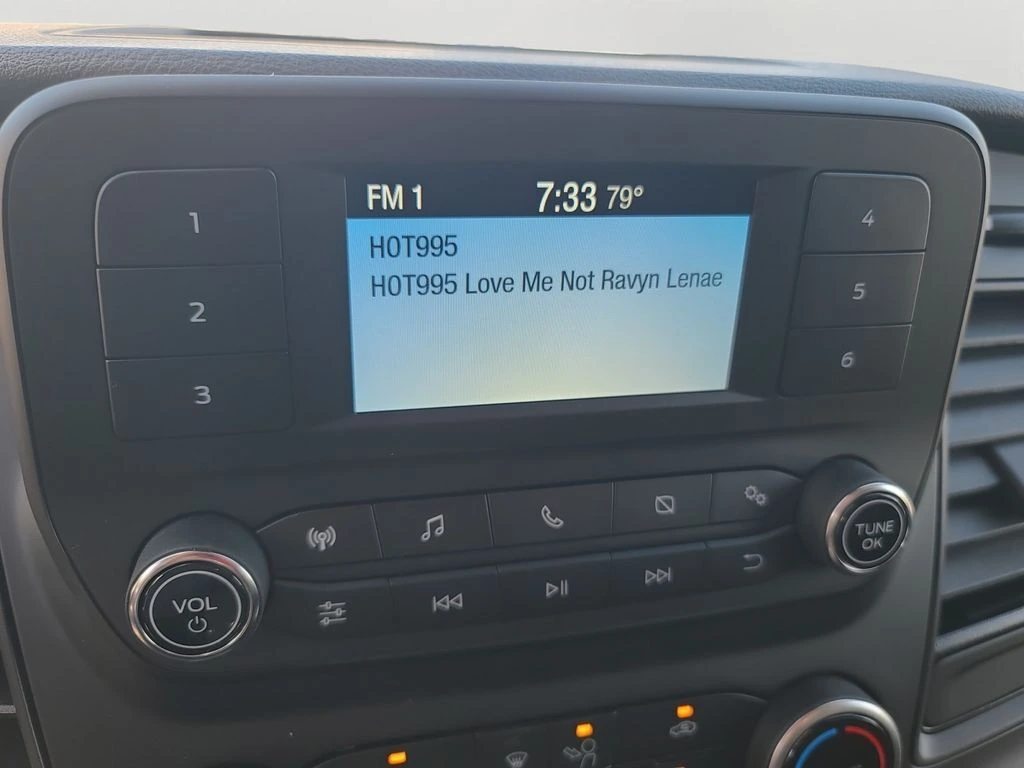 FM 1 7:33 79°
HOT995
HOT995 Love Me Not Ravyn Lenae
1
2
3
4
5
6
VOL
TUNE
OK